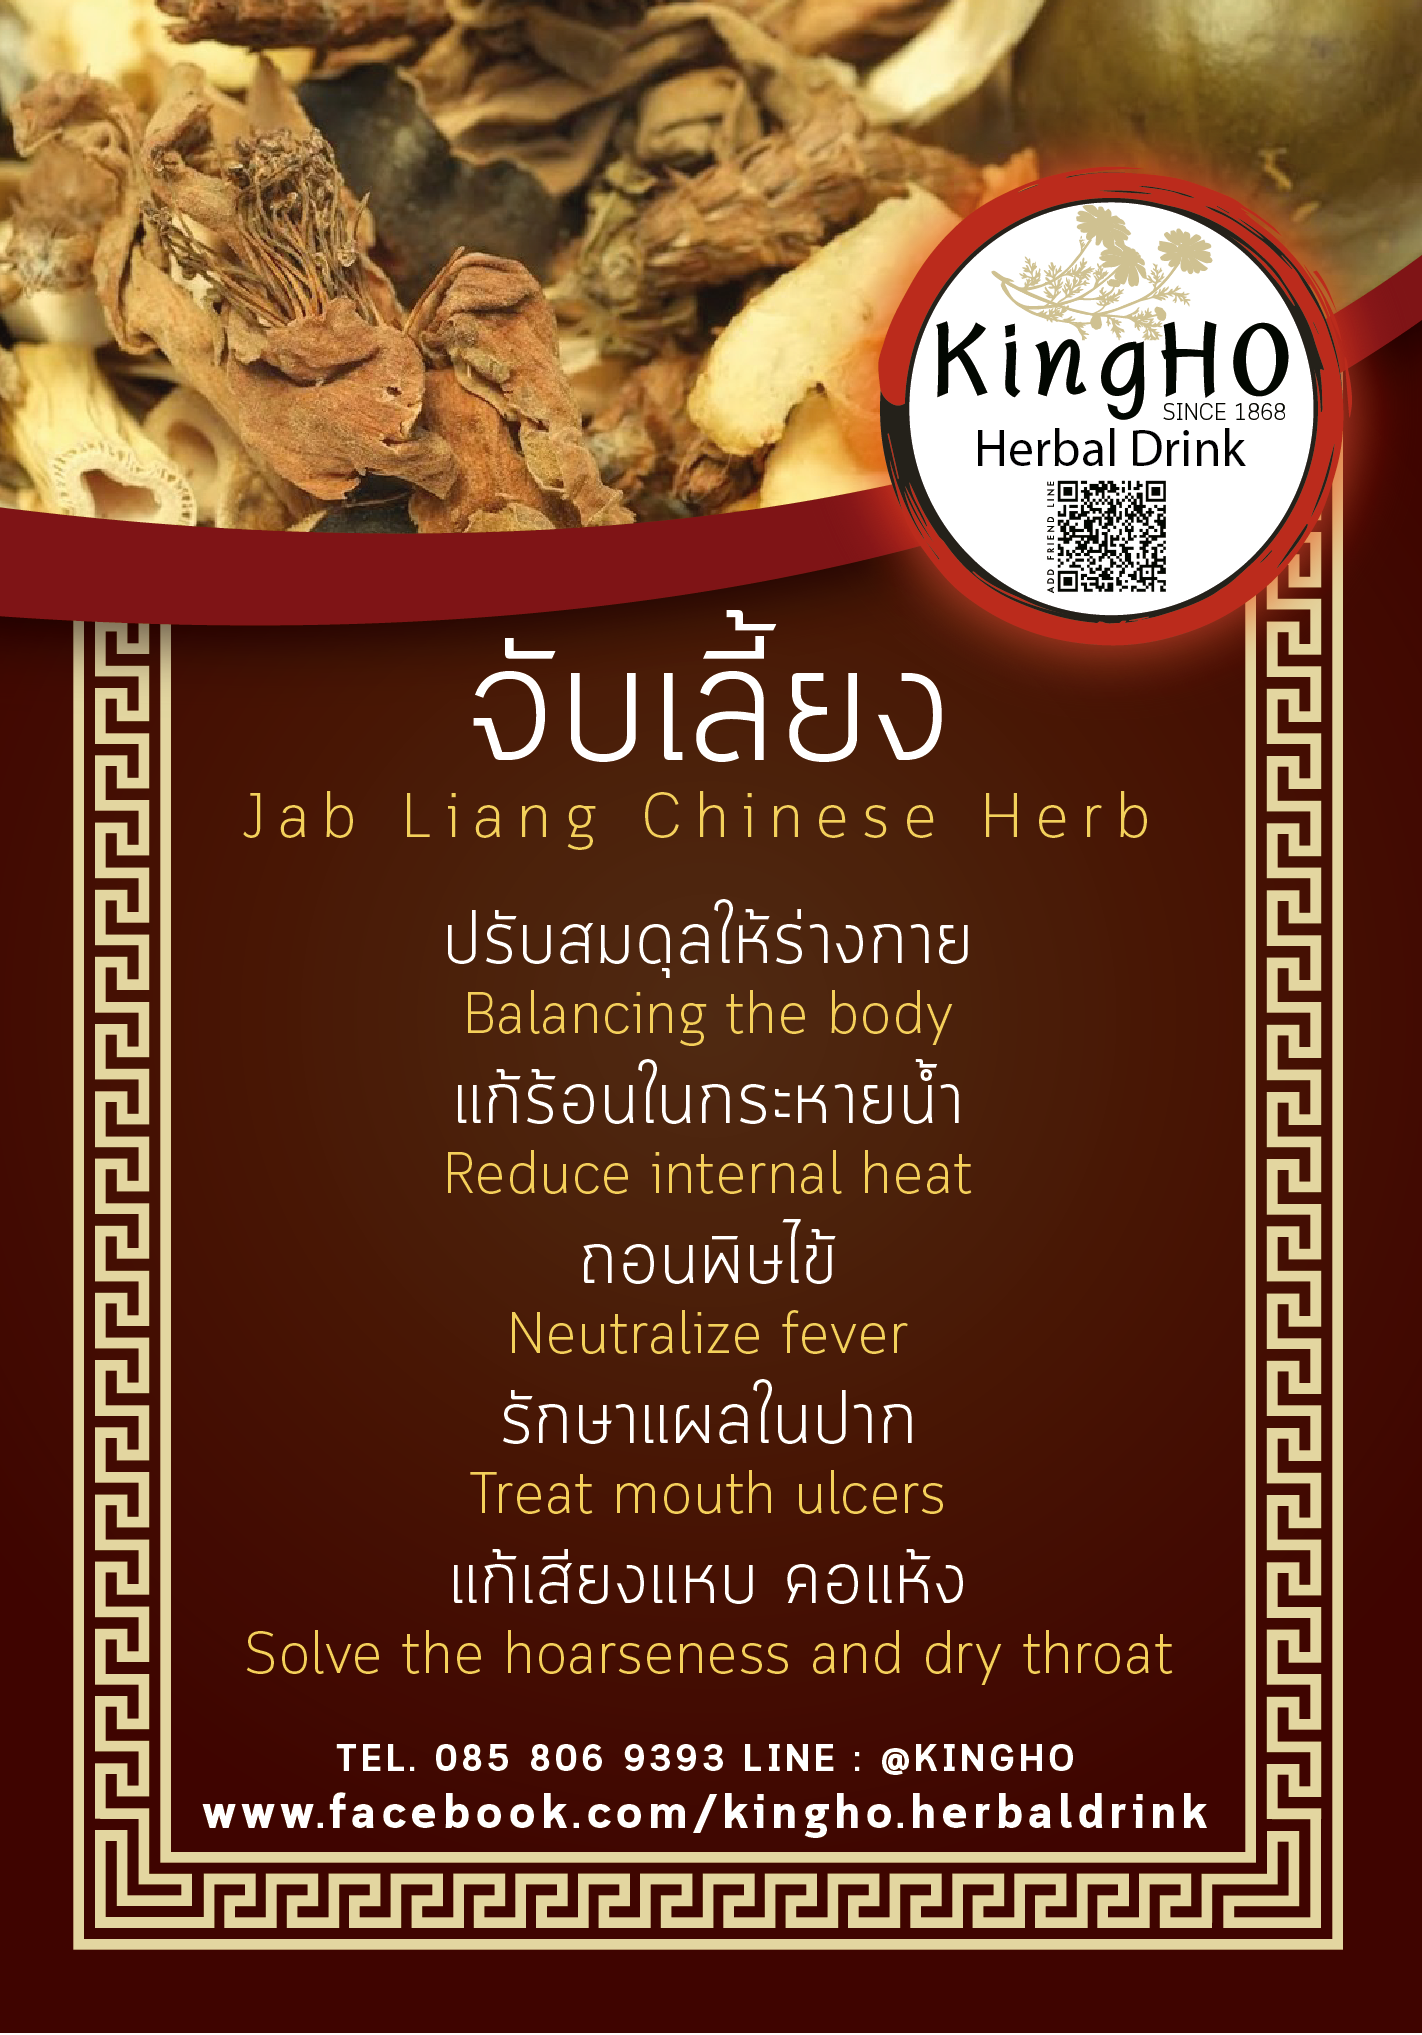 KingHO
SINCE 1868
Herbal Drink
ADD FRIEND LINE
จับเลี้ยง
Jab Liang Chinese Herb
ปรับสมดุลให้ร่างกาย
Balancing the body
แก้ร้อนในกระหายน้ำ
Reduce internal heat
ถอนพิษไข้
Neutralize fever
รักษาแผลในปาก
Treat mouth ulcers
แก้เสียงแหบ คอแห้ง
Solve the hoarseness and dry throat
TEL. 085 806 9393 LINE : @KINGHO
www.facebook.com/kingho.herbaldrink